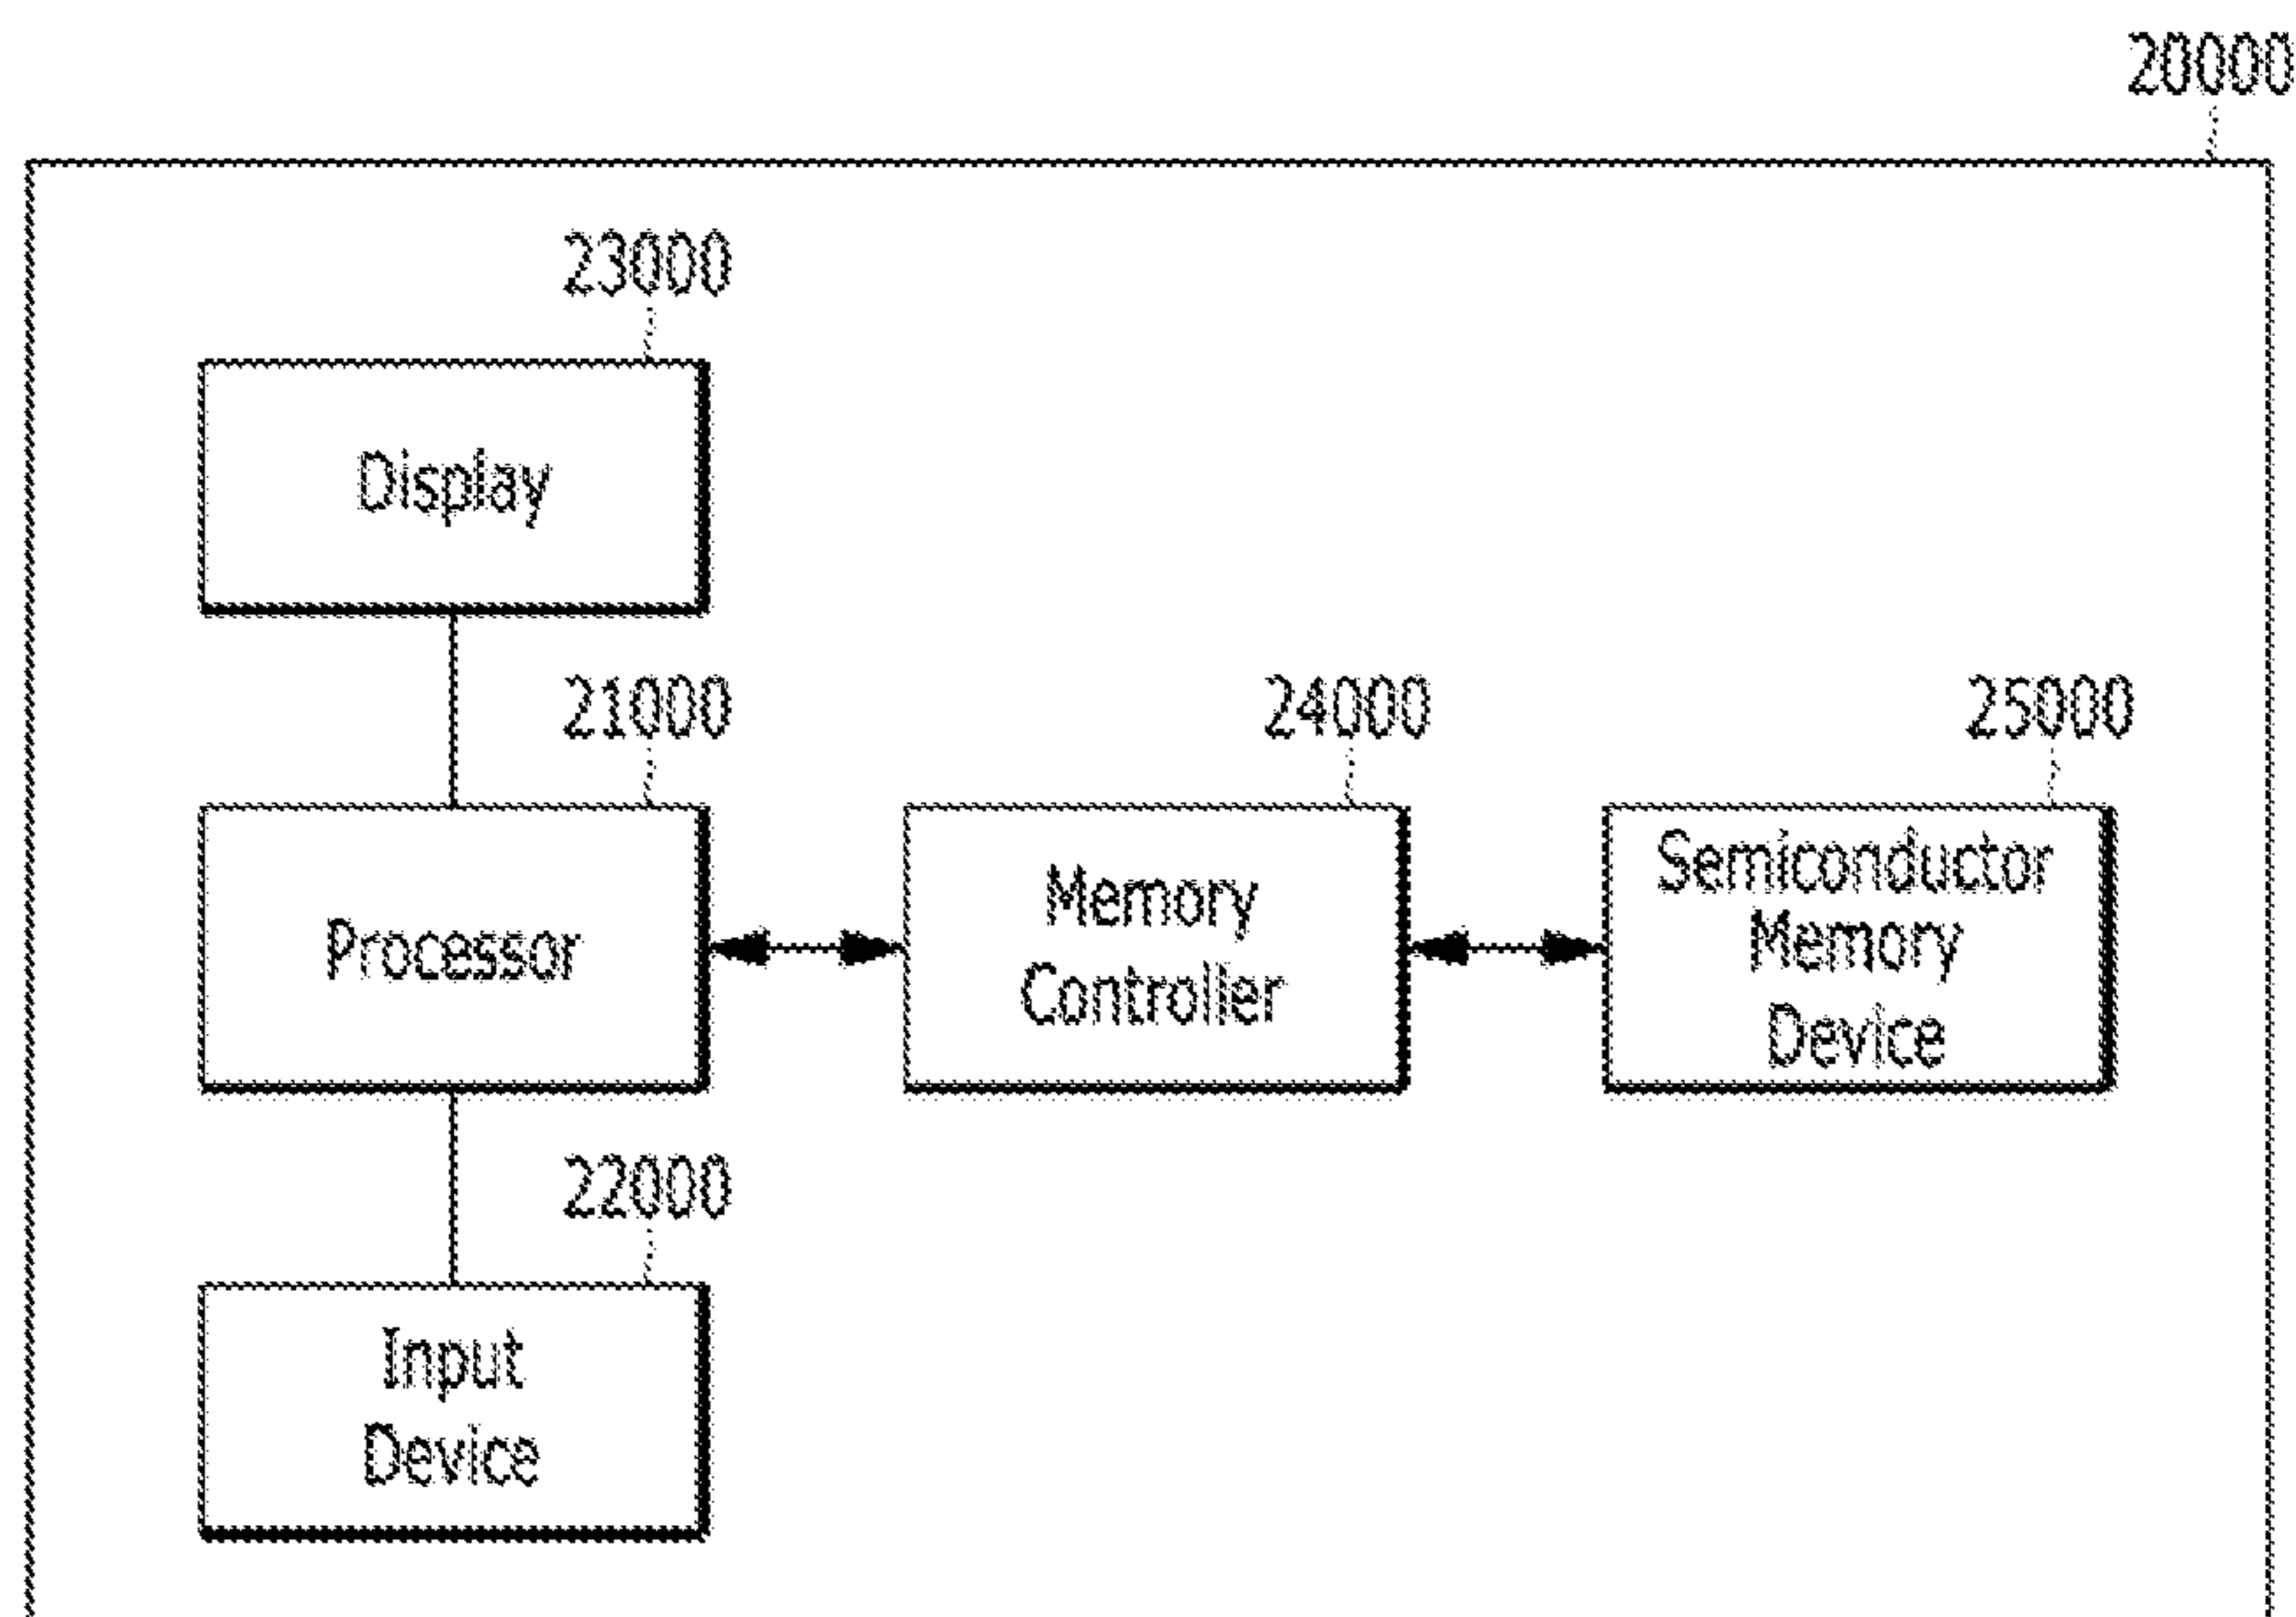 20000
23000
Display
21000
24000
25000
Processor
Memory
Controller
Semiconductor
Memory
Device
22000
Input
Device